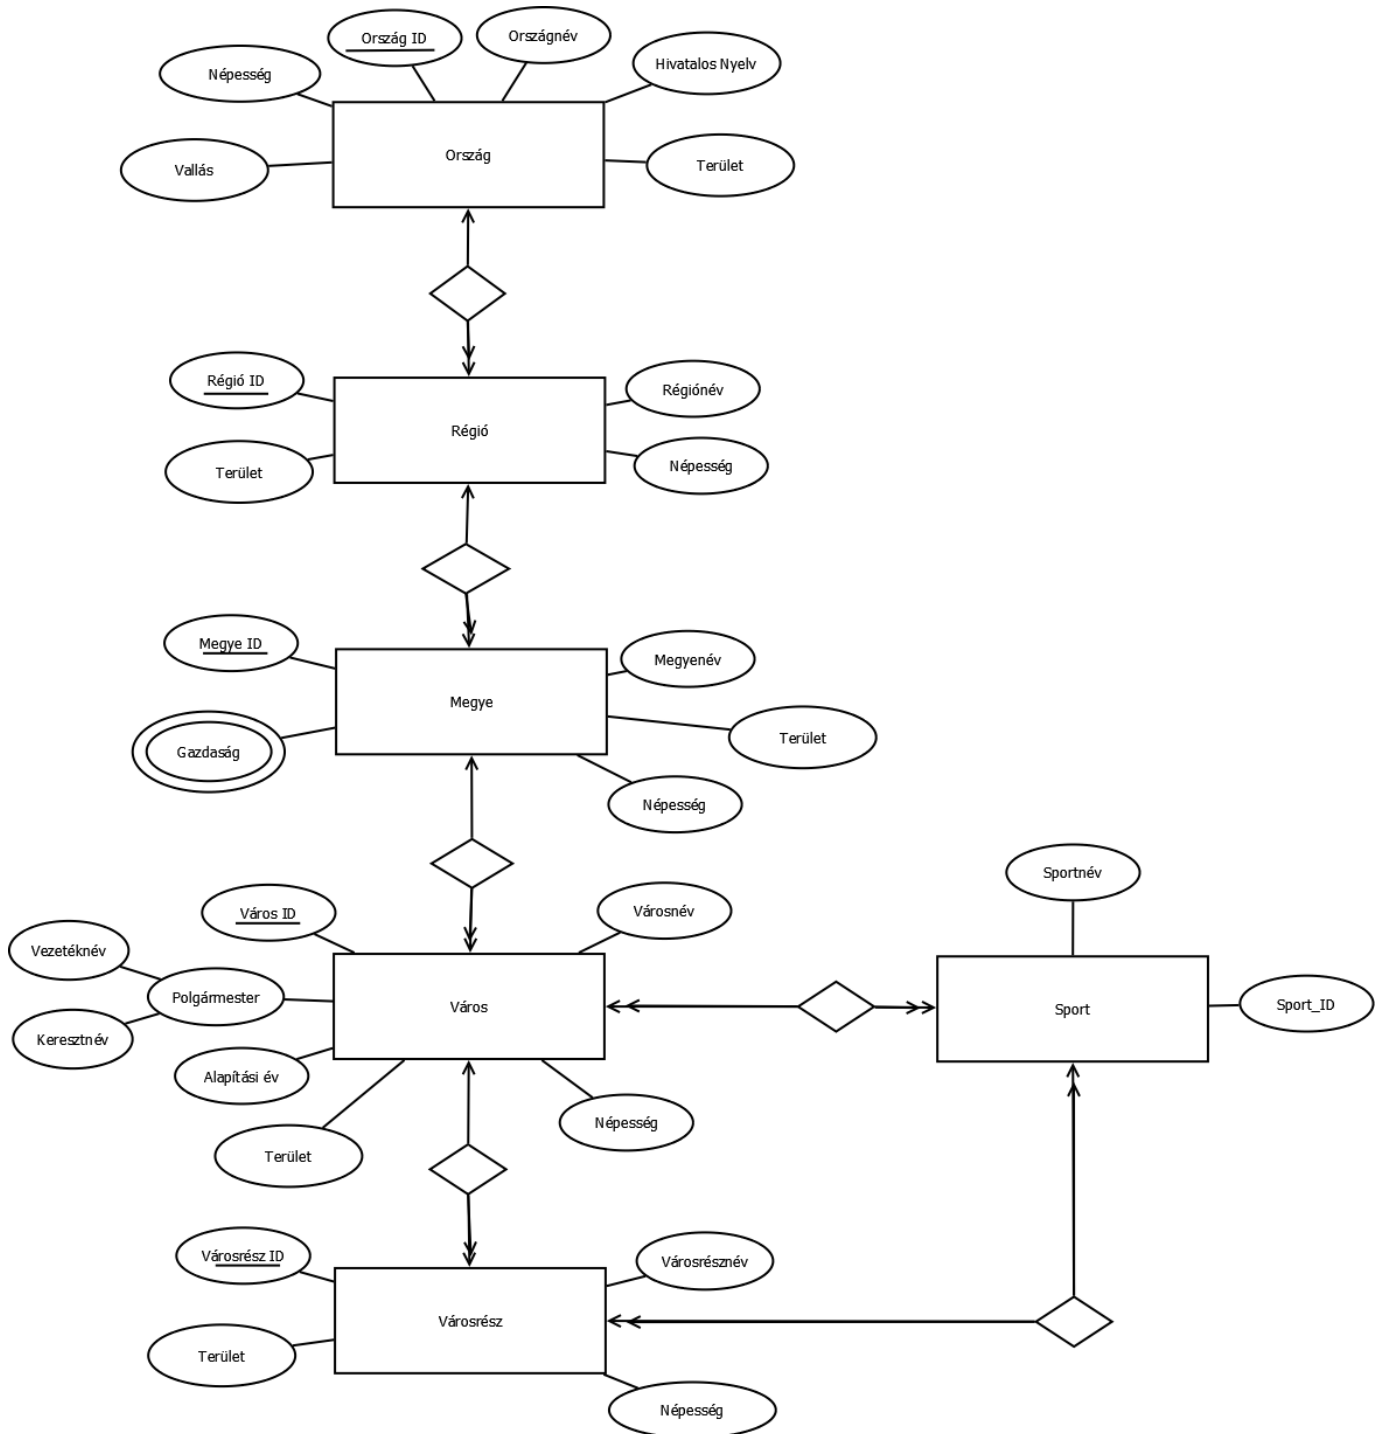 Ország ID
Országnév
Hivatalos Nyelv
Népesség
Ország
Vallás
Terület
Régió ID
Régiónév
Régió
Terület
Népesség
Megye ID
Megyenév
Megye
Gazdaság
Terület
Népesség
Sportnév
Város ID
Városnév
Vezetéknév
Polgármester
Város
Sport
Sport_ID
Keresztnév
Alapítási év
Népesség
Terület
Városrész ID
Városrésznév
Városrész
Terület
Népesség